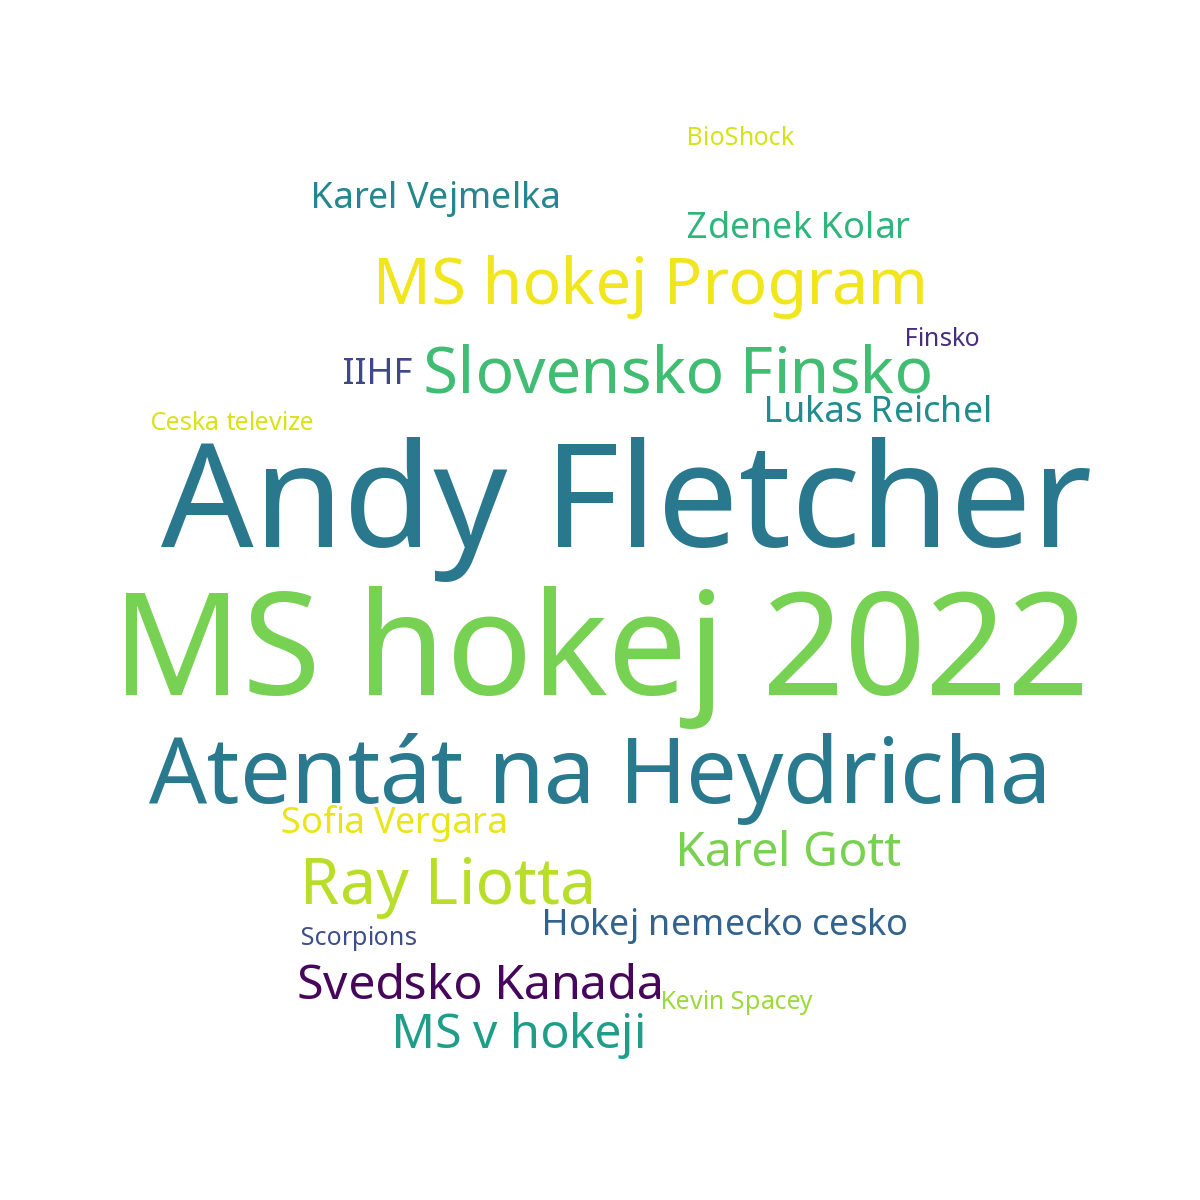 BioShock
Karel Vejmelka
Zdenek Kolar
MS hokej Program
Finsko
IIHF
Slovensko Finsko
Lukas Reichel
Ceska televize
Andy Fletcher
MS hokej 2022
Atentát na Heydricha
Sofia Vergara
Karel Gott
Ray Liotta
Hokej nemecko cesko
Scorpions
Svedsko Kanada
Kevin Spacey
MS v hokeji